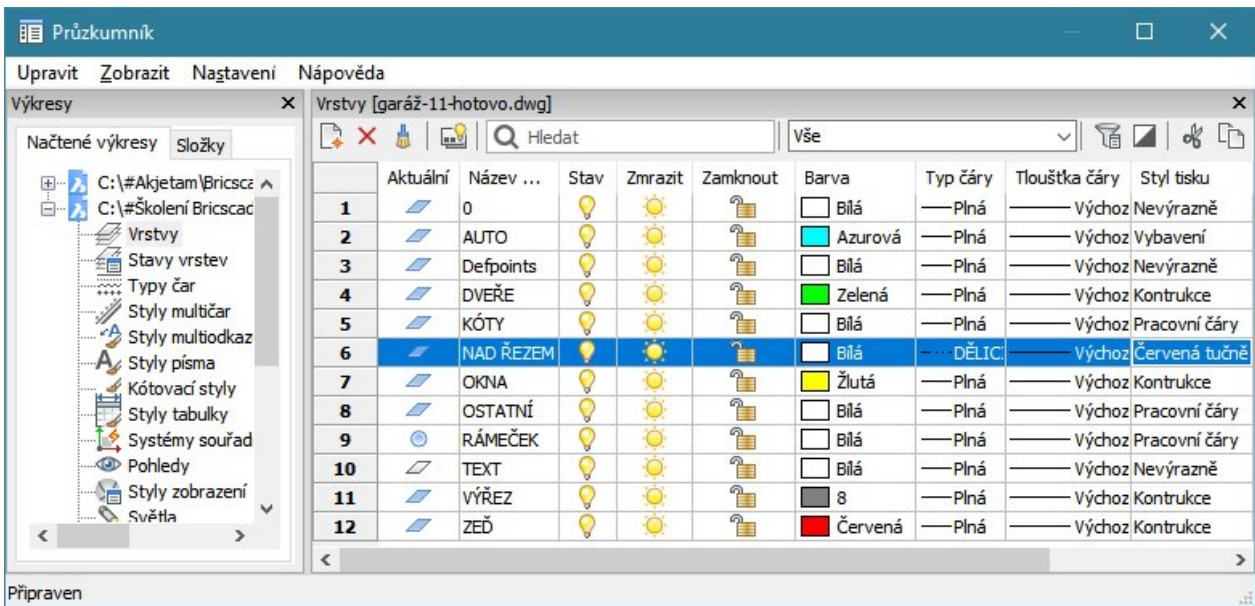 Průzkumník
Upravit Zobrazit Nastavení Nápověda
Výkresy
Načtené výkresy Složky
C:\#Akjetam\Bricsca
C:\#Školení Bricscad
Vrstvy
Stavy vrstev
Typy čar
Styly multičar
Styly multiodkaz
Styly písma
Kótovací styly
Styly tabulky
Systémy souřad
Pohledy
Styly zobrazení
Světla
Vrstvy [garáž-11-hotovo.dwg]
Hledat Vše
Aktuální Název ... Stav Zmrazit Zamknout Barva Typ čáry Tloušťka čáry Styl tisku
1 0 Bílá Plná Výchoz Nevýrazně
2 AUTO Azurová Plná Výchoz Vybavení
3 Defpoints Bílá Plná Výchoz Nevýrazně
4 DVEŘE Zelená Plná Výchoz Kontrukce
5 KÓTY Bílá Plná Výchoz Pracovní čáry
6 NAD ŘEZEM Bílá DĚLICÍ Výchoz Červená tučně
7 OKNA Žlutá Plná Výchoz Kontrukce
8 OSTATNÍ Bílá Plná Výchoz Pracovní čáry
9 RÁMEČEK Bílá Plná Výchoz Pracovní čáry
10 TEXT Bílá Plná Výchoz Nevýrazně
11 VÝŘEZ 8 Plná Výchoz Kontrukce
12 ZEĎ Červená Plná Výchoz Kontrukce
Připraven